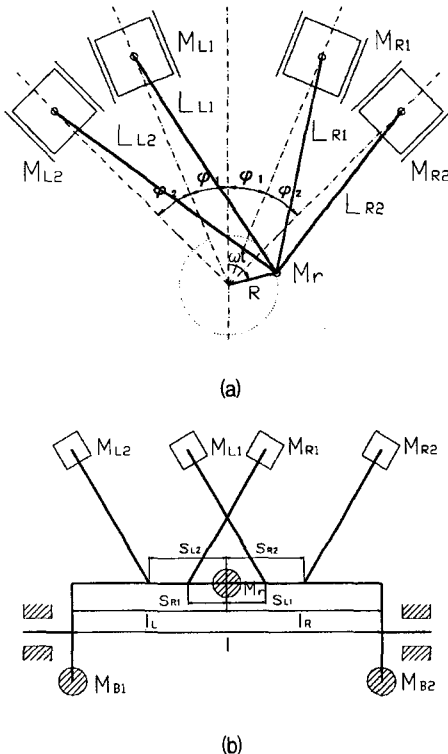 M_L1
M_R1
M_L2
L_L1
L_L2
L_R1
M_R2
φ_2 φ_1 φ_1 φ_2
L_R2
ωt
M_r
R
(a)
M_L2 M_L1 M_R1 M_R2
S_L2 S_R2
M_r
S_R1 S_L1
l_L l_R
l
M_B1 M_B2
(b)